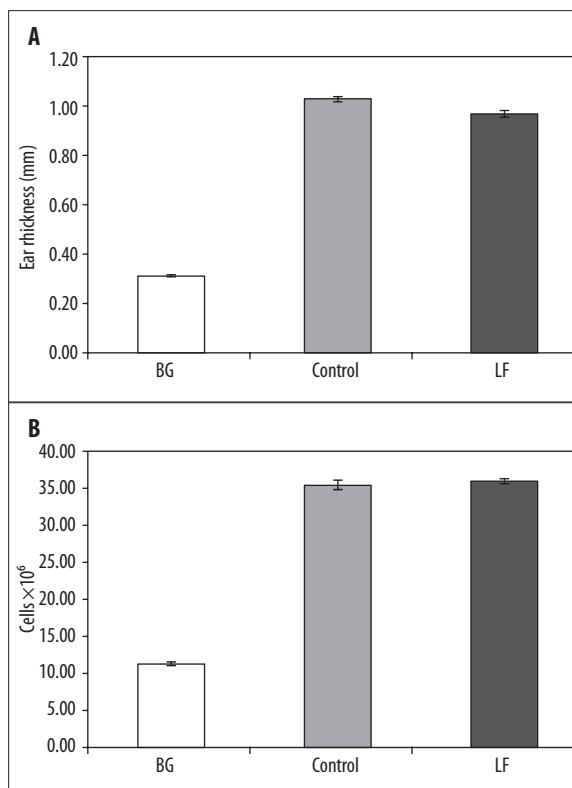 A
Ear rhickness (mm)
1.20
1.00
0.80
0.60
0.40
0.20
0.00
BG Control LF
B
Cells ×10⁶
40.00
35.00
30.00
25.00
20.00
15.00
10.00
5.00
0.00
BG Control LF